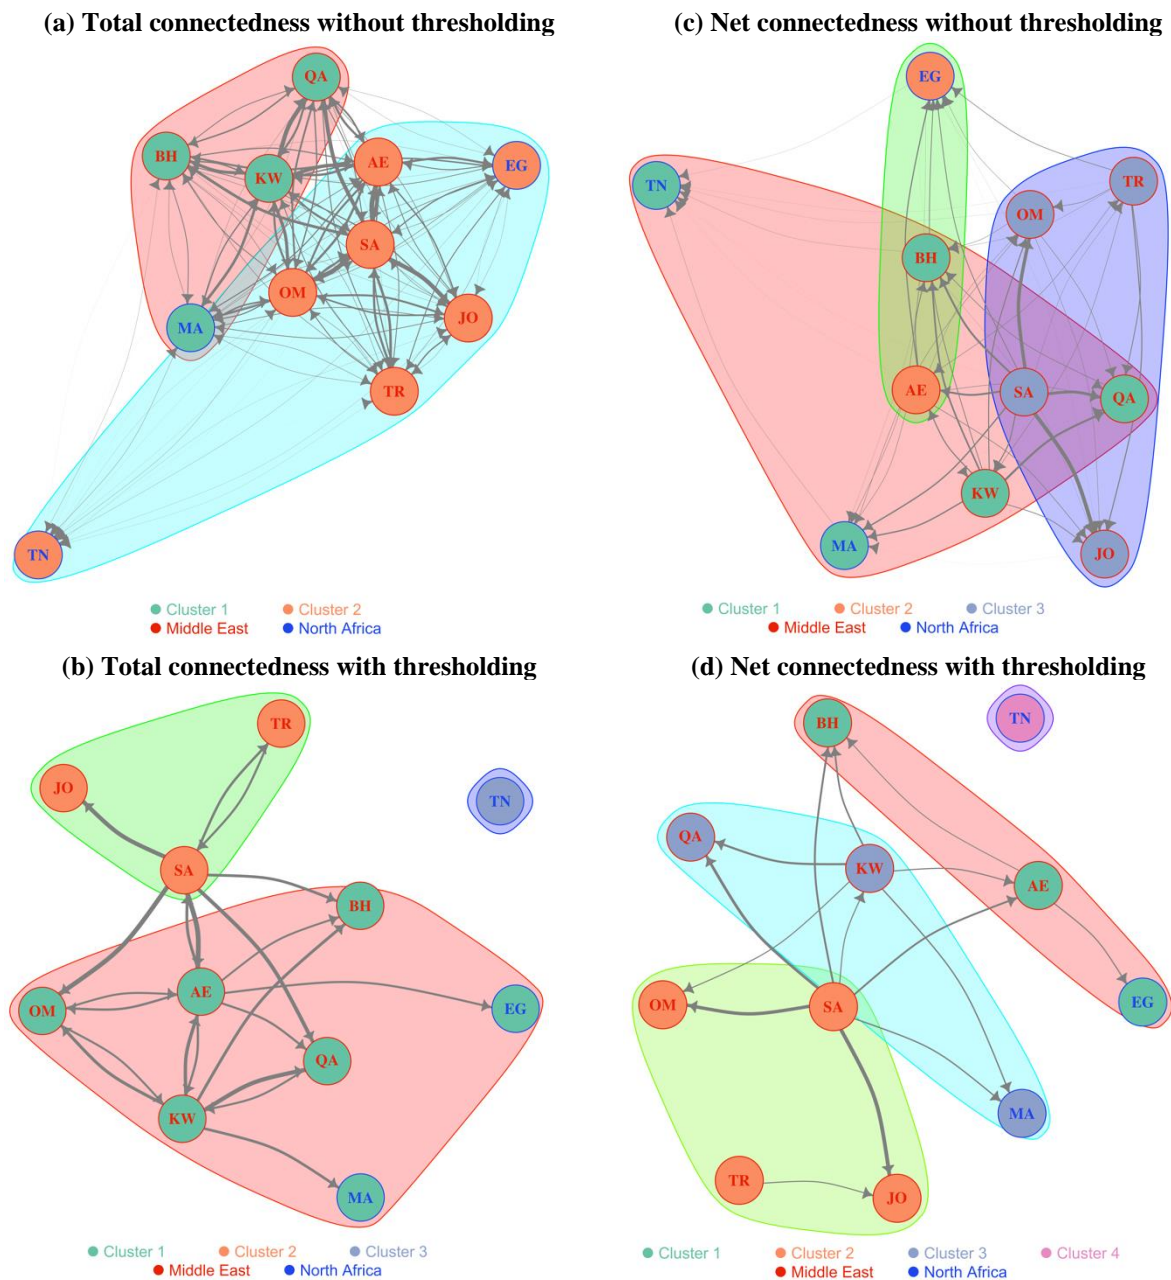 (a) Total connectedness without thresholding
QA
BH
KW
AE
EG
SA
OM
MA
JO
TR
TN
Cluster 1 Cluster 2
Middle East North Africa
(c) Net connectedness without thresholding
EG
TN
TR
OM
BH
AE
SA
QA
KW
MA
JO
Cluster 1 Cluster 2 Cluster 3
Middle East North Africa
(b) Total connectedness with thresholding
TR
JO
TN
SA
BH
AE
OM
EG
QA
KW
MA
Cluster 1 Cluster 2 Cluster 3
Middle East North Africa
(d) Net connectedness with thresholding
TN
BH
QA
KW
AE
OM
SA
EG
MA
TR
JO
Cluster 1 Cluster 2 Cluster 3 Cluster 4
Middle East North Africa